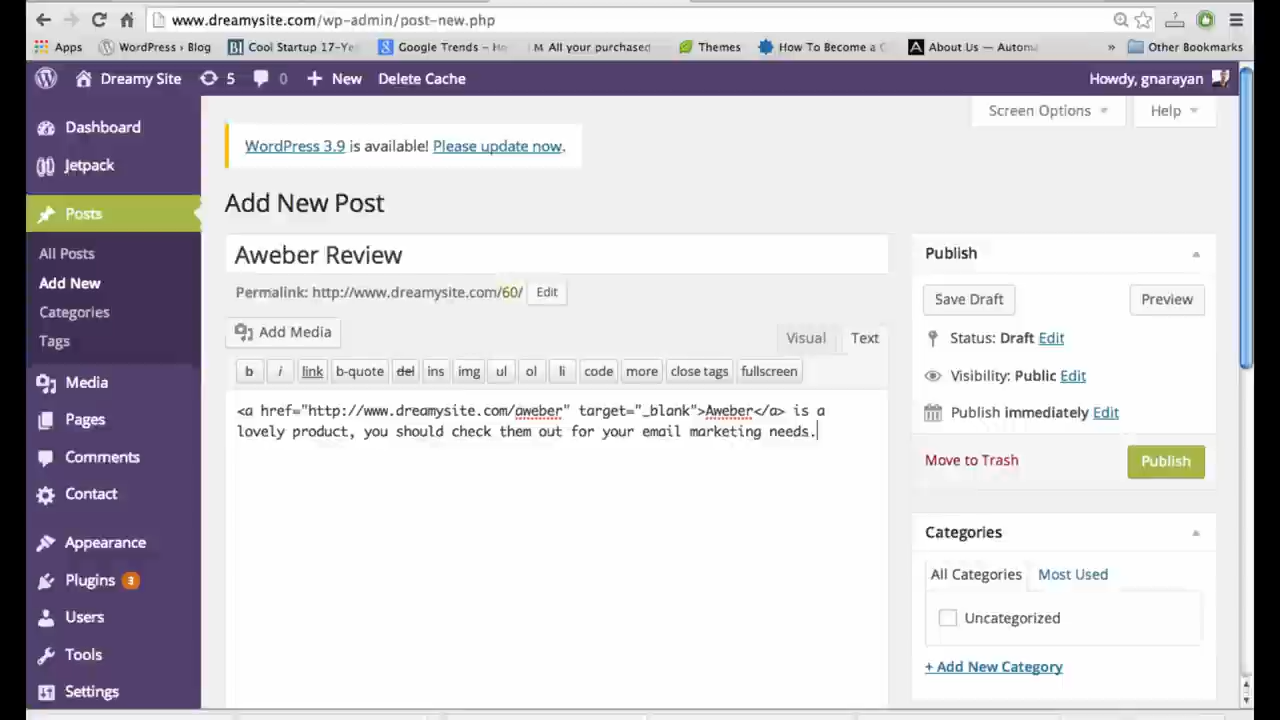 www.dreamysite.com/wp-admin/post-new.php
Apps WordPress › Blog Cool Startup 17-Ye Google Trends – Ho All your purchased Themes How To Become a C About Us — Automa » Other Bookmarks
Dreamy Site 5 0 + New Delete Cache Howdy, gnarayan
Screen Options Help
Dashboard
Jetpack
Posts
All Posts
Add New
Categories
Tags
Media
Pages
Comments
Contact
Appearance
Plugins 3
Users
Tools
Settings
WordPress 3.9 is available! Please update now.
Add New Post
Aweber Review
Permalink: http://www.dreamysite.com/60/ Edit
Add Media
Visual Text
b i link b-quote del ins img ul ol li code more close tags fullscreen
<a href="http://www.dreamysite.com/aweber" target="_blank">Aweber</a> is a
lovely product, you should check them out for your email marketing needs.
Publish
Save Draft Preview
Status: Draft Edit
Visibility: Public Edit
Publish immediately Edit
Move to Trash Publish
Categories
All Categories Most Used
Uncategorized
+ Add New Category